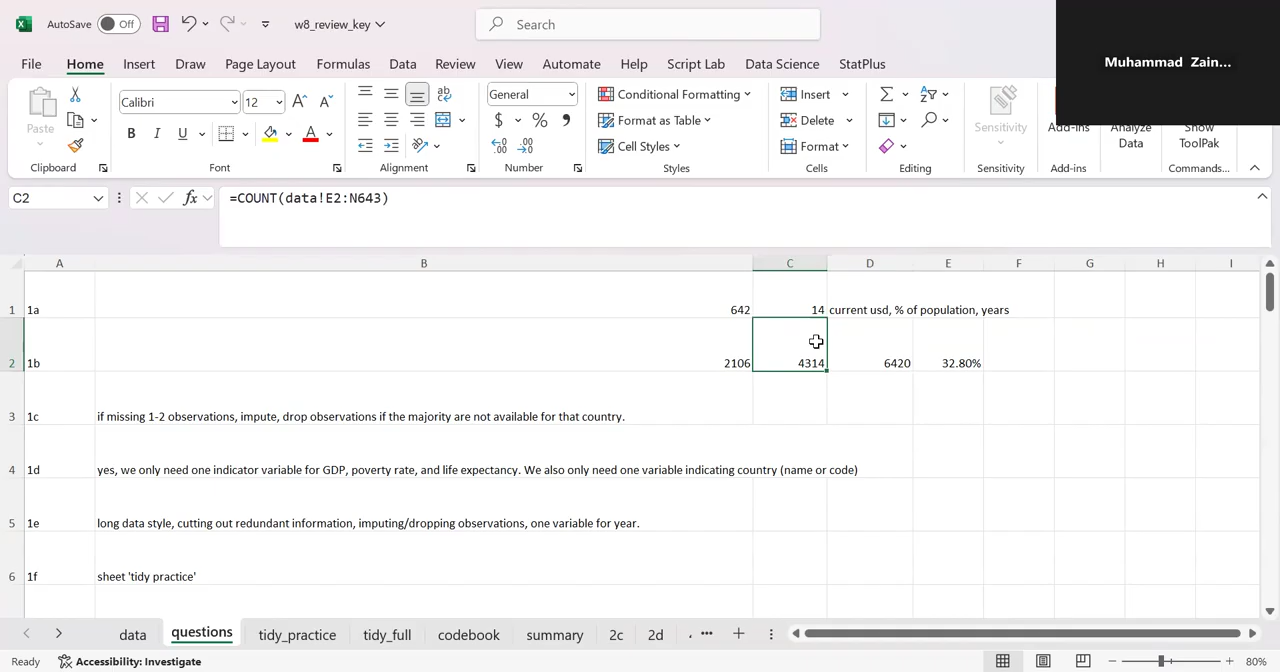 AutoSave Off w8_review_key Search
Muhammad Zain...
File Home Insert Draw Page Layout Formulas Data Review View Automate Help Script Lab Data Science StatPlus
Paste
Calibri 12
General
Conditional Formatting
Format as Table
Cell Styles
Insert
Delete
Format
Sensitivity
Add-ins
Analyze Data
Show ToolPak
Clipboard Font Alignment Number Styles Cells Editing Sensitivity Add-ins Commands...
C2 fx =COUNT(data!E2:N643)
A B C D E F G H I
1 1a 642 14 current usd, % of population, years
2 1b 2106 4314 6420 32.80%
3 1c if missing 1-2 observations, impute, drop observations if the majority are not available for that country.
4 1d yes, we only need one indicator variable for GDP, poverty rate, and life expectancy. We also only need one variable indicating country (name or code)
5 1e long data style, cutting out redundant information, imputing/dropping observations, one variable for year.
6 1f sheet 'tidy practice'
data questions tidy_practice tidy_full codebook summary 2c 2d
Ready Accessibility: Investigate 80%